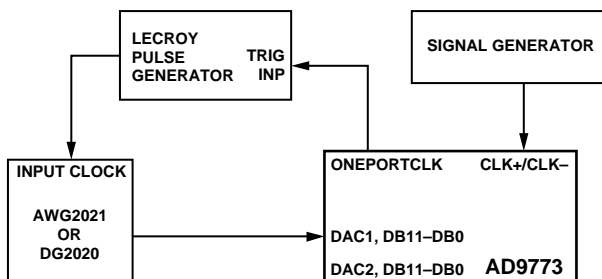 LECROY
PULSE
GENERATOR
TRIG
INP
SIGNAL GENERATOR
INPUT CLOCK
AWG2021
OR
DG2020
ONEPORTCLK
CLK+/CLK–
DAC1, DB11–DB0
DAC2, DB11–DB0
AD9773